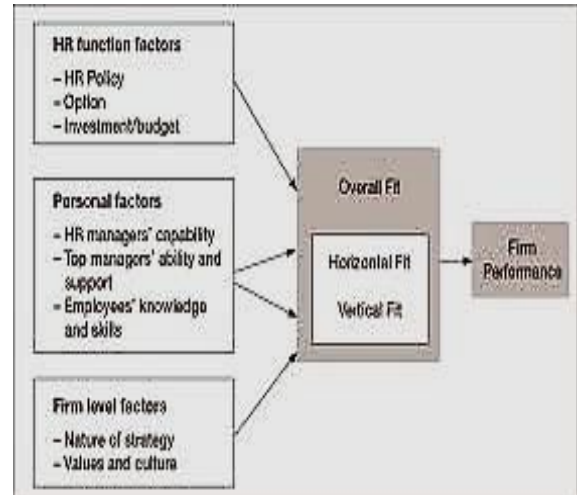 HR function factors
– HR Policy
– Option
– Investment/budget
Personal factors
– HR managers' capability
– Top managers' ability and
support
– Employees' knowledge
and skills
Firm level factors
– Nature of strategy
– Values and culture
Overall Fit
Horizontal Fit
Vertical Fit
Firm
Performance